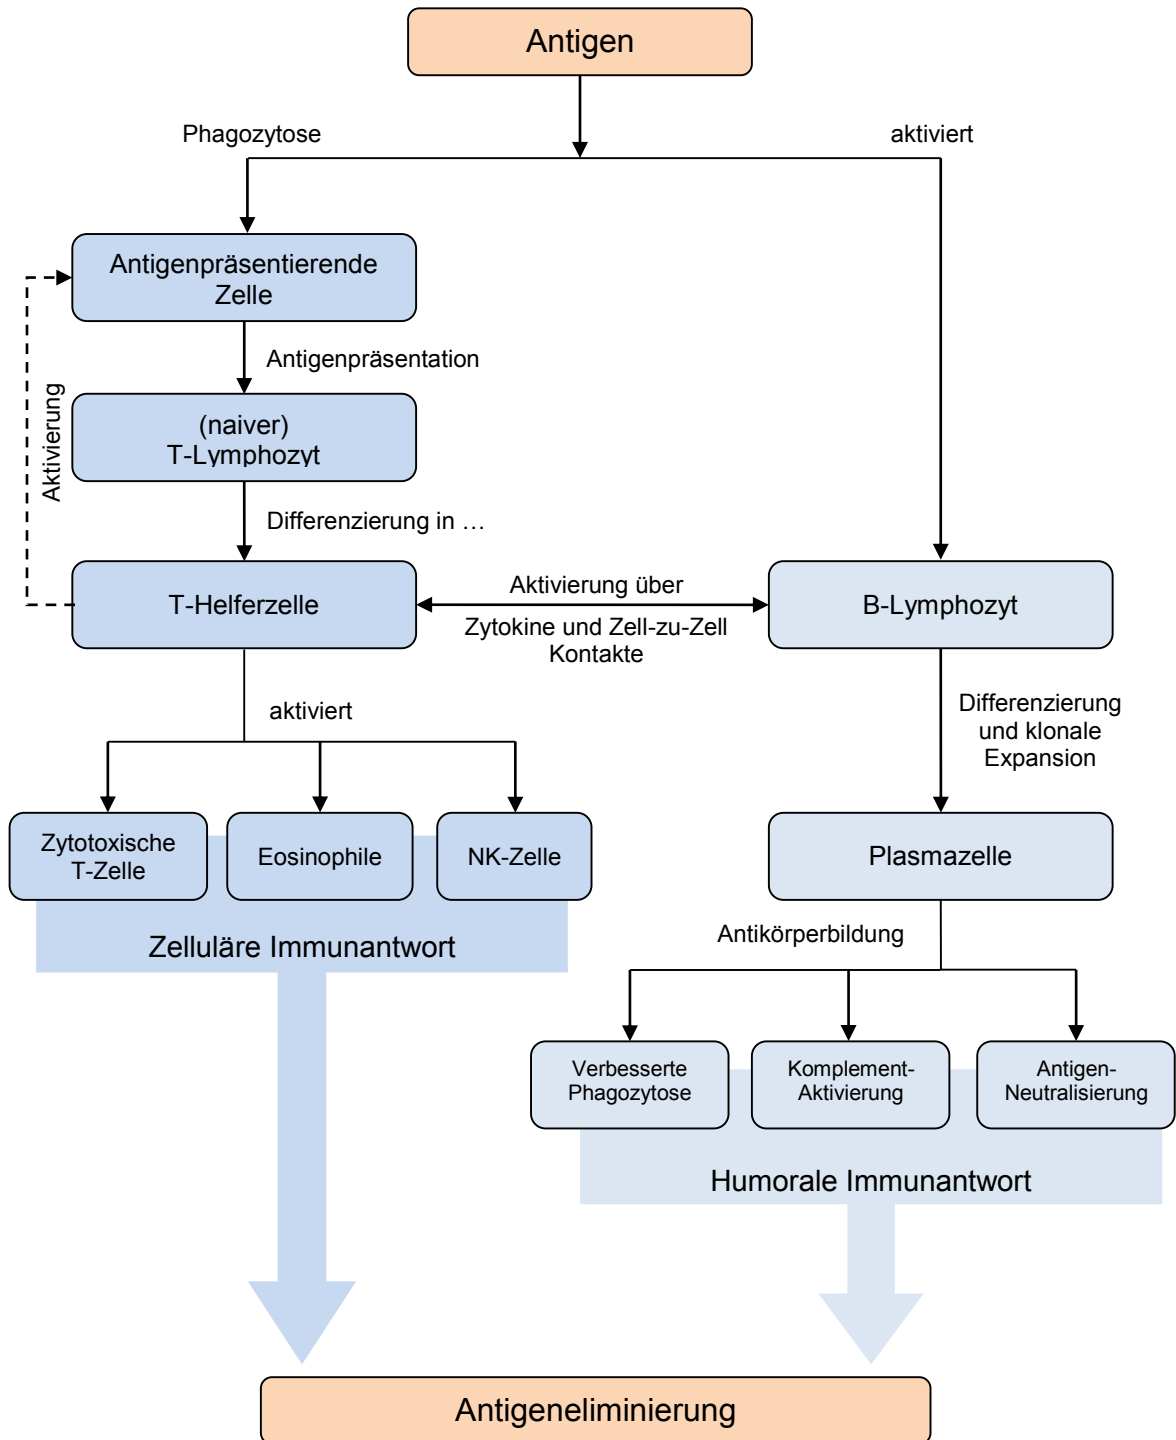 Antigen
Phagozytose
aktiviert
Antigenpräsentierende
Zelle
Antigenpräsentation
Aktivierung
(naiver)
T-Lymphozyt
Differenzierung in …
T-Helferzelle
Aktivierung über
Zytokine und Zell-zu-Zell
Kontakte
B-Lymphozyt
aktiviert
Differenzierung
und klonale
Expansion
Zytotoxische
T-Zelle
Eosinophile
NK-Zelle
Plasmazelle
Zelluläre Immunantwort
Antikörperbildung
Verbesserte
Phagozytose
Komplement-
Aktivierung
Antigen-
Neutralisierung
Humorale Immunantwort
Antigeneliminierung